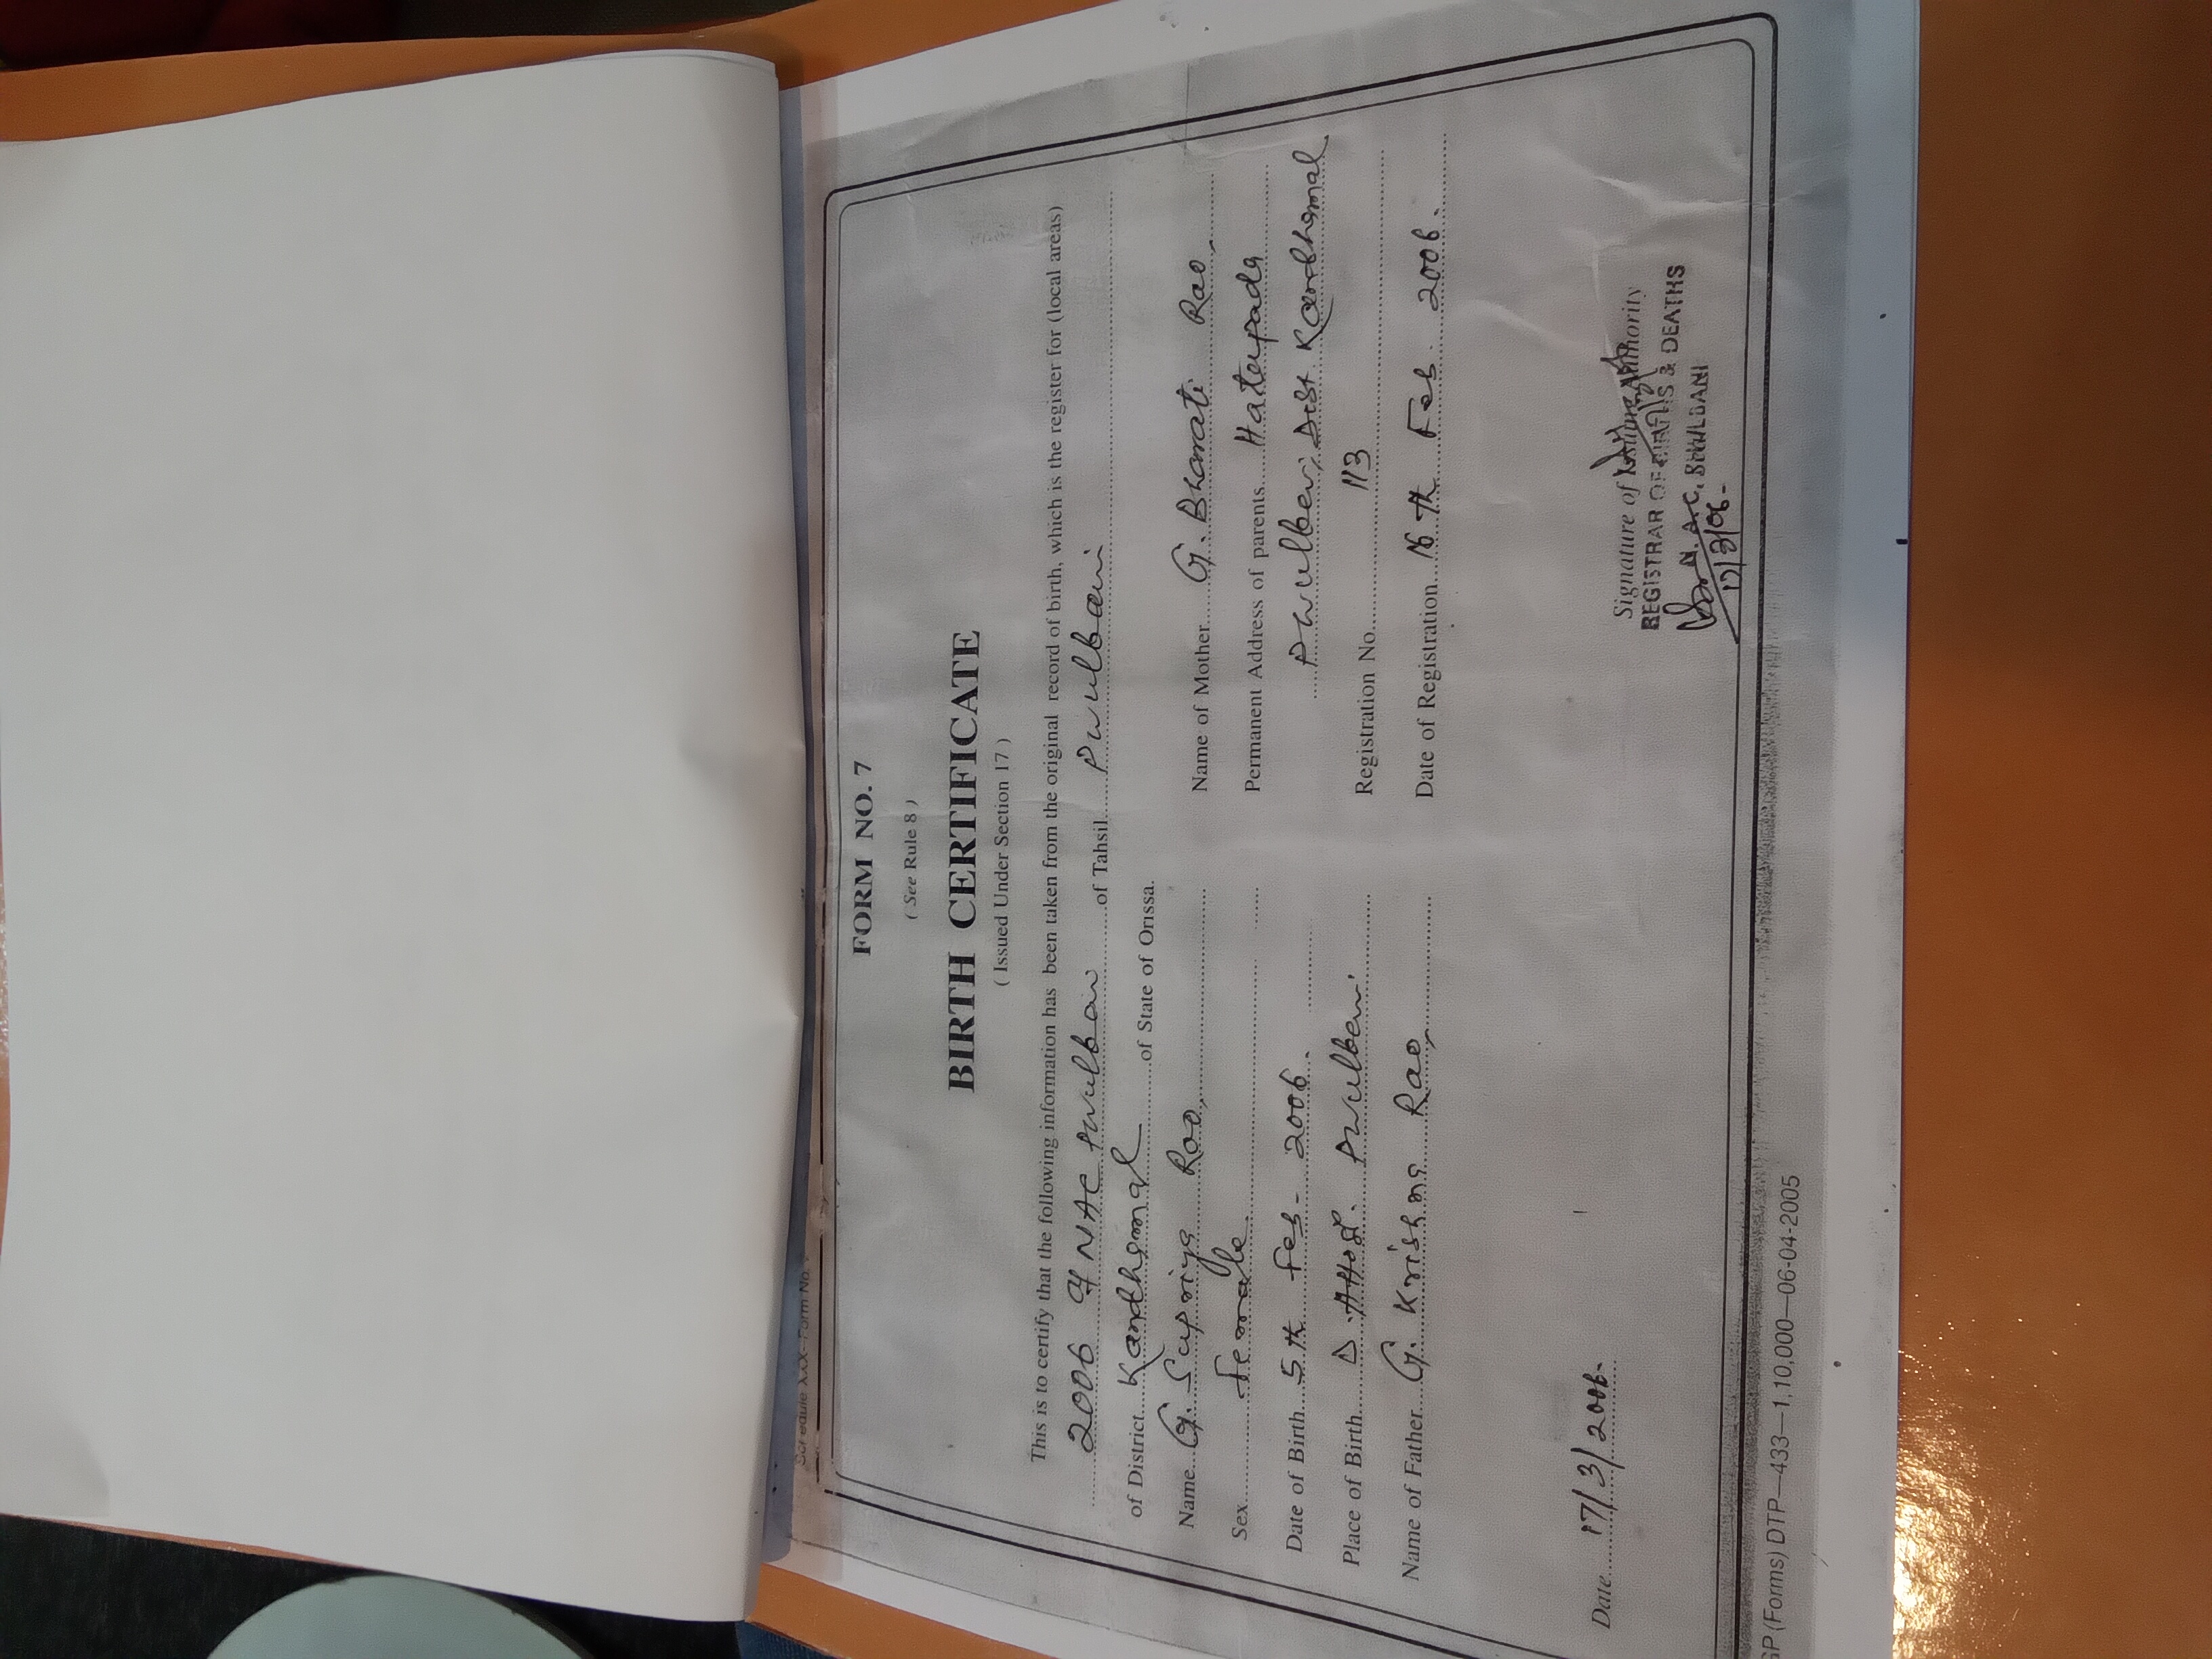 Schedule XXX—Form No.
FORM NO. 7
( See Rule 8 )
BIRTH CERTIFICATE
( Issued Under Section 17 )
This is to certify that the following information has been taken from the original record of birth, which is the register for (local areas)
2006 of NAC Phulbani of Tahsil Phulbani
of District Kandhamal of State of Orissa.
Name G. Supriya Rao,
Sex Female
Date of Birth 5th Feb - 2006.
Place of Birth Phulbani
Name of Father G. Krishna Rao,
Name of Mother G. Bharati Rao,
Permanent Address of parents Hatapada
Phulbani, Dist. Kandhamal
Registration No. 113
Date of Registration 16th Feb. 2006.
Date 17/3/2006.
Signature of Authority
REGISTRAR OF BIRTHS & DEATHS
N.A.C. PHULBANI
17/3/06-
GP (Forms) DTP—433—1,10,000—06-04-2005